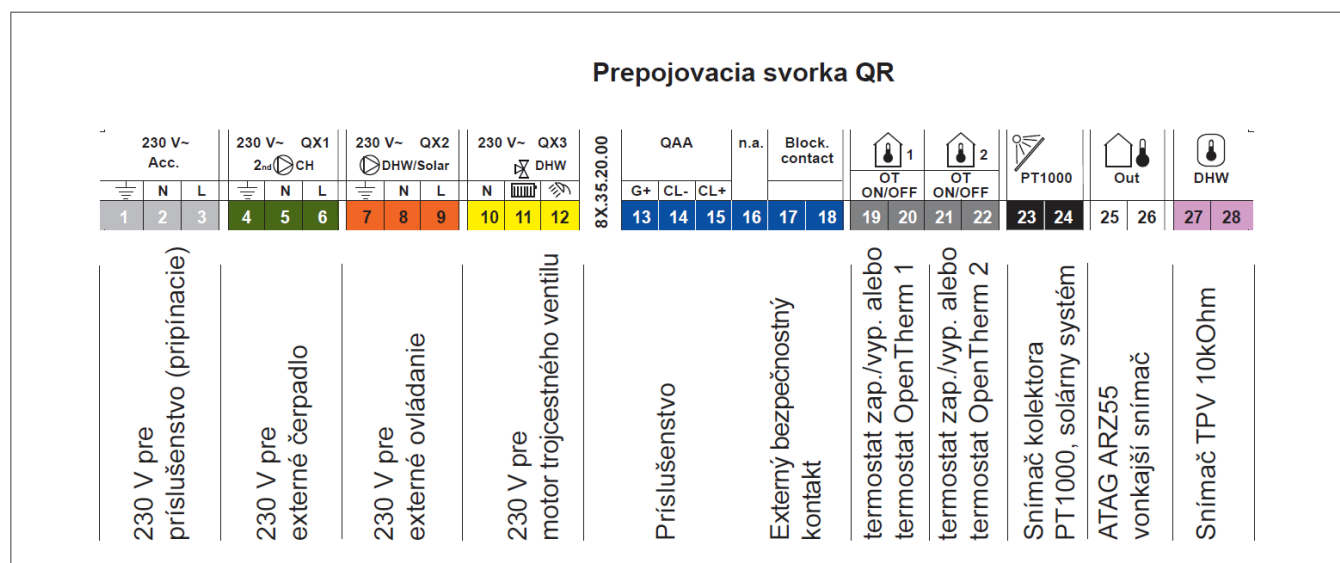 Prepojovacia svorka QR
230 V~
Acc.
N L
1 2 3
230 V~ QX1
2nd CH
N L
4 5 6
230 V~ QX2
DHW/Solar
N L
7 8 9
230 V~ QX3
DHW
N
10 11 12
8X.35.20.00
QAA
G+ CL- CL+
13 14 15
n.a.
16
Block.
contact
17 18
1
OT
ON/OFF
19 20
2
OT
ON/OFF
21 22
PT1000
23 24
Out
25 26
DHW
27 28
230 V pre
príslušenstvo (pripínacie)
230 V pre
externé čerpadlo
230 V pre
externé ovládanie
230 V pre
motor trojcestného ventilu
Príslušenstvo
Externý bezpečnostný
kontakt
termostat zap./vyp. alebo
termostat OpenTherm 1
termostat zap./vyp. alebo
termostat OpenTherm 2
Snímač kolektora
PT1000, solárny systém
ATAG ARZ55
vonkajší snímač
Snímač TPV 10kOhm